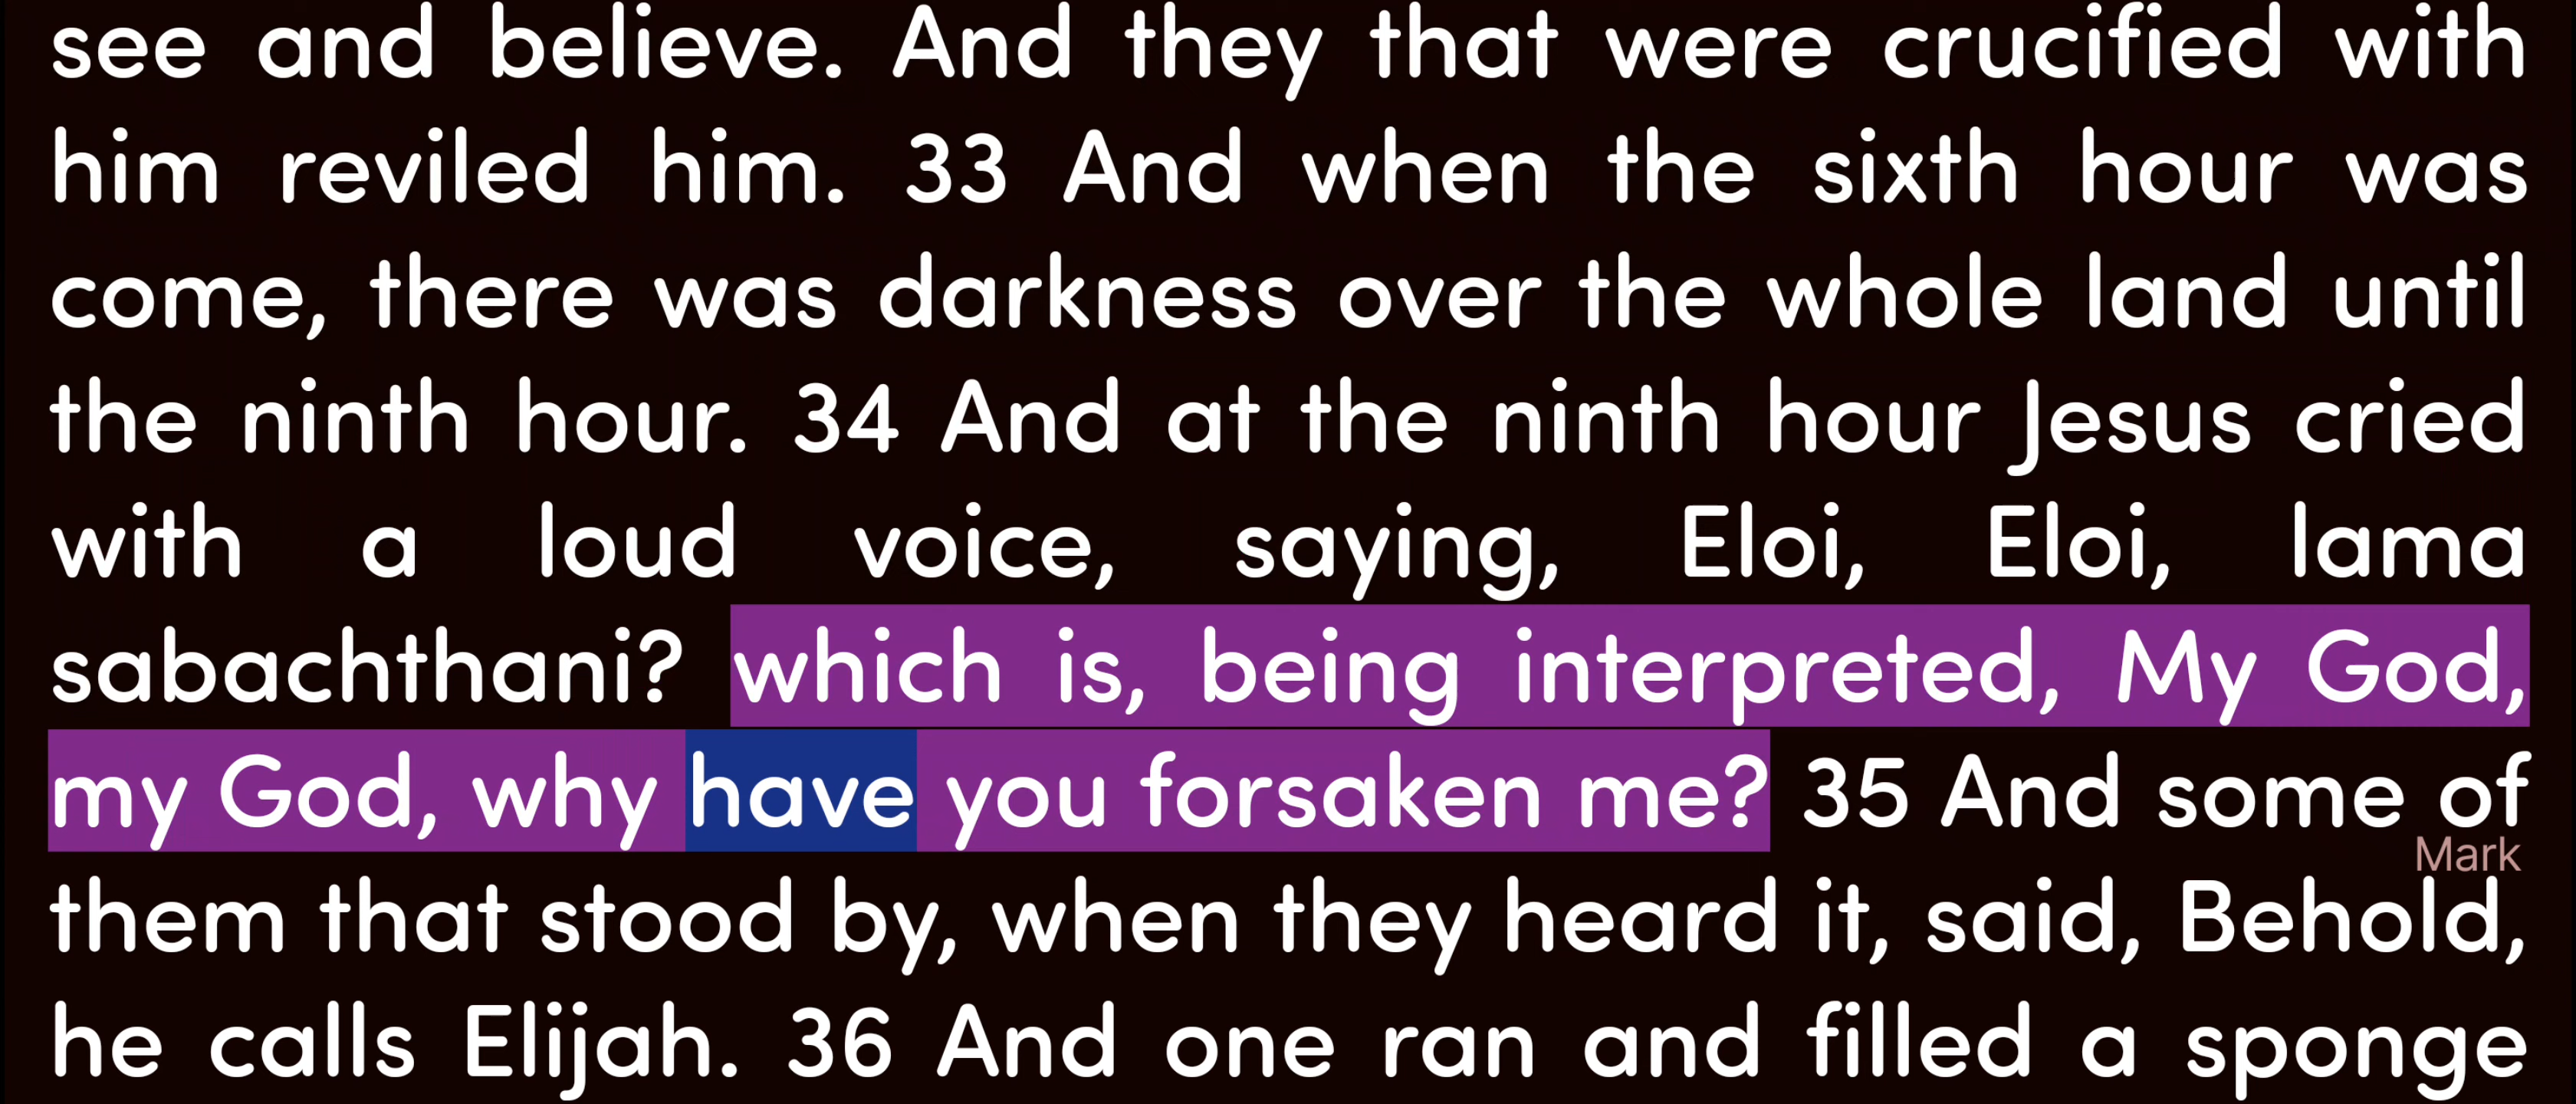 see and believe. And they that were crucified with
him reviled him. 33 And when the sixth hour was
come, there was darkness over the whole land until
the ninth hour. 34 And at the ninth hour Jesus cried
with a loud voice, saying, Eloi, Eloi, lama
sabachthani? which is, being interpreted, My God,
my God, why have you forsaken me? 35 And some of
Mark
them that stood by, when they heard it, said, Behold,
he calls Elijah. 36 And one ran and filled a sponge